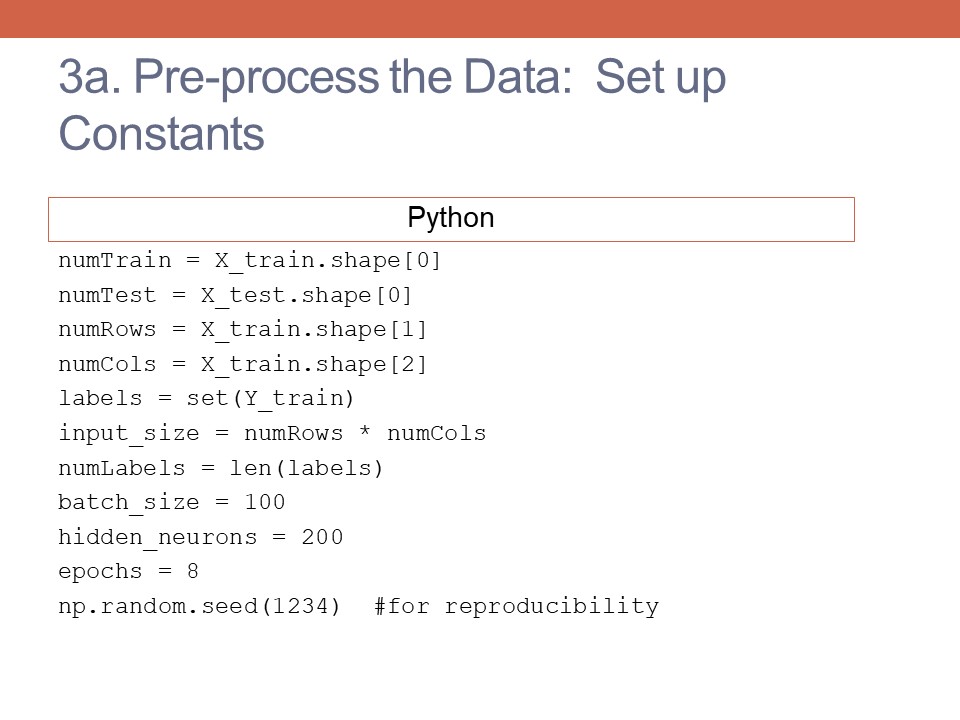 3a. Pre-process the Data:  Set up
Constants
Python
numTrain = X_train.shape[0]
numTest = X_test.shape[0]
numRows = X_train.shape[1]
numCols = X_train.shape[2]
labels = set(Y_train)
input_size = numRows * numCols
numLabels = len(labels)
batch_size = 100
hidden_neurons = 200
epochs = 8
np.random.seed(1234)  #for reproducibility